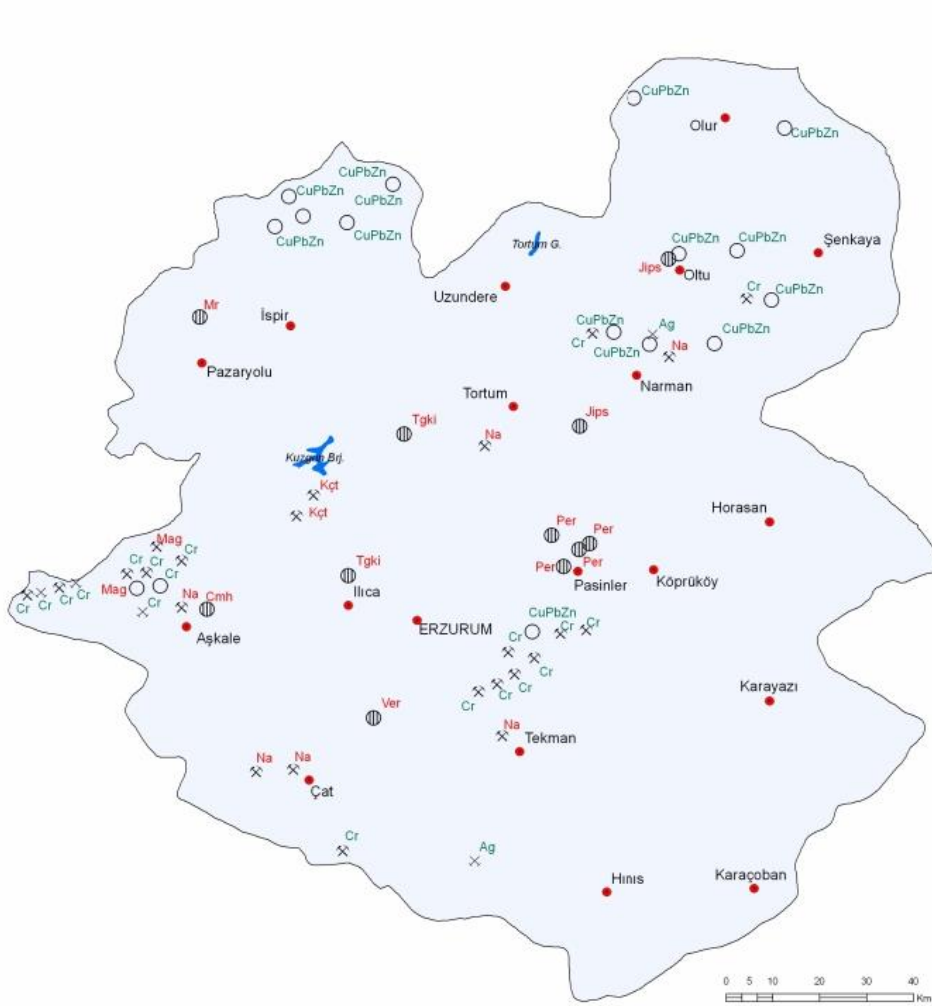 CuPbZn
Olur
CuPbZn
CuPbZn
CuPbZn
CuPbZn
CuPbZn
CuPbZn
Tortum G.
CuPbZn
CuPbZn
Şenkaya
Jips
Oltu
Uzundere
Cr
CuPbZn
Mr
İspir
CuPbZn
Ag
CuPbZn
Cr
CuPbZn
Na
Pazaryolu
Narman
Tortum
Tgki
Jips
Na
Kuzgun Brj.
Kçt
Kçt
Horasan
Per
Per
Mag
Cr
Cr
Cr
Cr
Tgki
Per
Per
Pasinler
Köprüköy
Mag
Na
Cmh
Ilıca
Cr
Cr
Cr
Cr
Cr
Aşkale
ERZURUM
CuPbZn
Cr
Cr
Cr
Cr
Cr
Cr
Cr
Karayazı
Ver
Na
Tekman
Na
Na
Çat
Cr
Ag
Hınıs
Karaçoban
0 5 10 20 30 40
Km